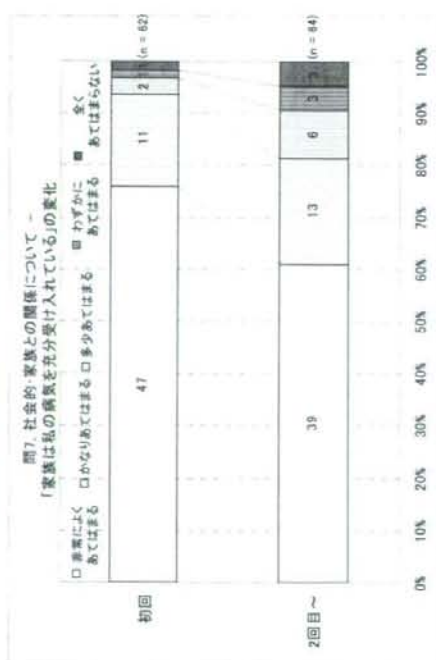 問7. 社会的・家族との関係について －
「家族は私の病気を充分受け入れている」の変化
□ 非常によく
あてはまる
□ かなりあてはまる
□ 多少あてはまる
わずかに
あてはまる
全く
あてはまらない
初回
47
11
2
1
1
(n = 62)
2回目～
39
13
6
3
3
(n = 64)
0%
10%
20%
30%
40%
50%
60%
70%
80%
90%
100%